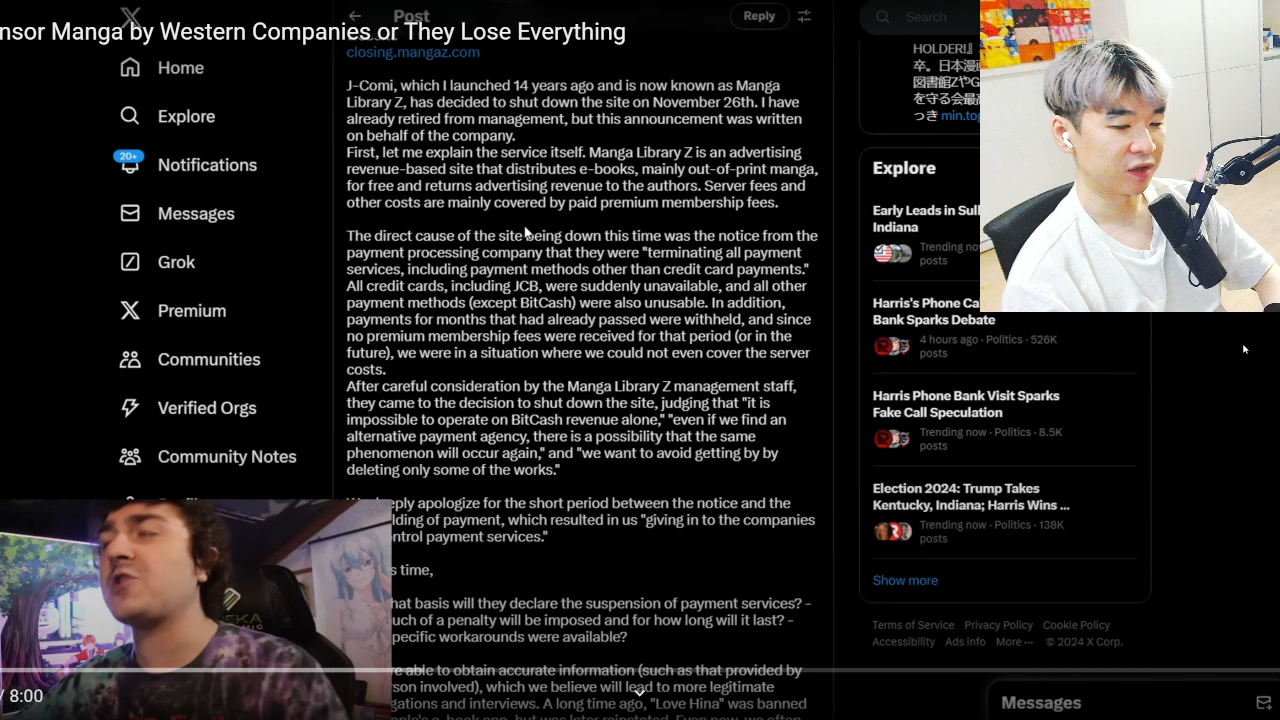 nsor Manga by Western Companies or They Lose Everything
Post
Reply
Search
Home
Explore
20+
Notifications
Messages
Grok
Premium
Communities
Verified Orgs
Community Notes
closing.mangaz.com
J-Comi, which I launched 14 years ago and is now known as Manga
Library Z, has decided to shut down the site on November 26th. I have
already retired from management, but this announcement was written
on behalf of the company.
First, let me explain the service itself. Manga Library Z is an advertising
revenue-based site that distributes e-books, mainly out-of-print manga,
for free and returns advertising revenue to the authors. Server fees and
other costs are mainly covered by paid premium membership fees.
The direct cause of the site being down this time was the notice from the
payment processing company that they were "terminating all payment
services, including payment methods other than credit card payments."
All credit cards, including JCB, were suddenly unavailable, and all other
payment methods (except BitCash) were also unusable. In addition,
payments for months that had already passed were withheld, and since
no premium membership fees were received for that period (or in the
future), we were in a situation where we could not even cover the server
costs.
After careful consideration by the Manga Library Z management staff,
they came to the decision to shut down the site, judging that "it is
impossible to operate on BitCash revenue alone," "even if we find an
alternative payment agency, there is a possibility that the same
phenomenon will occur again," and "we want to avoid getting by by
deleting only some of the works."
eply apologize for the short period between the notice and the
lding of payment, which resulted in us "giving in to the companies
ntrol payment services."
s time,
hat basis will they declare the suspension of payment services? -
uch of a penalty will be imposed and for how long will it last? -
pecific workarounds were available?
re able to obtain accurate information (such as that provided by
son involved), which we believe will lead to more legitimate
gations and interviews. A long time ago, "Love Hina" was banned
HOLDER!』
卒。日本漫画
図書館ZやG
を守る会最高
っき min.top
Explore
Early Leads in Sull
Indiana
Trending now
posts
Harris's Phone Ca
Bank Sparks Debate
4 hours ago · Politics · 526K
posts
Harris Phone Bank Visit Sparks
Fake Call Speculation
Trending now · Politics · 8.5K
posts
Election 2024: Trump Takes
Kentucky, Indiana; Harris Wins ...
Trending now · Politics · 138K
posts
Show more
Terms of Service Privacy Policy Cookie Policy
Accessibility Ads info More ··· © 2024 X Corp.
Messages
/ 8:00